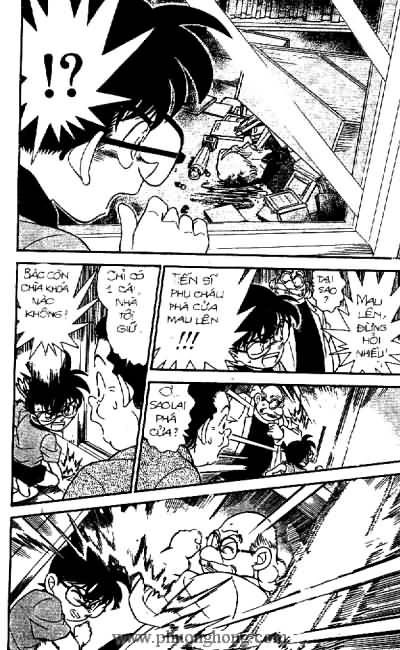 !?
BÁC CÒN
CHÌA KHOÁ
NÀO
KHÔNG!
CHỈ CÓ
1 CÁI,
NHÀ
TÔI
GIỮ.
TIẾN SĨ
PHỤ CHÁU
PHÁ CỬA
MAU LÊN
!!!
TẠI
SAO?
MAU
LÊN,
ĐỪNG
HỎI
NHIỀU!
Ơ..
SAO LẠI
PHÁ
CỬA?
www.phuonghong.com